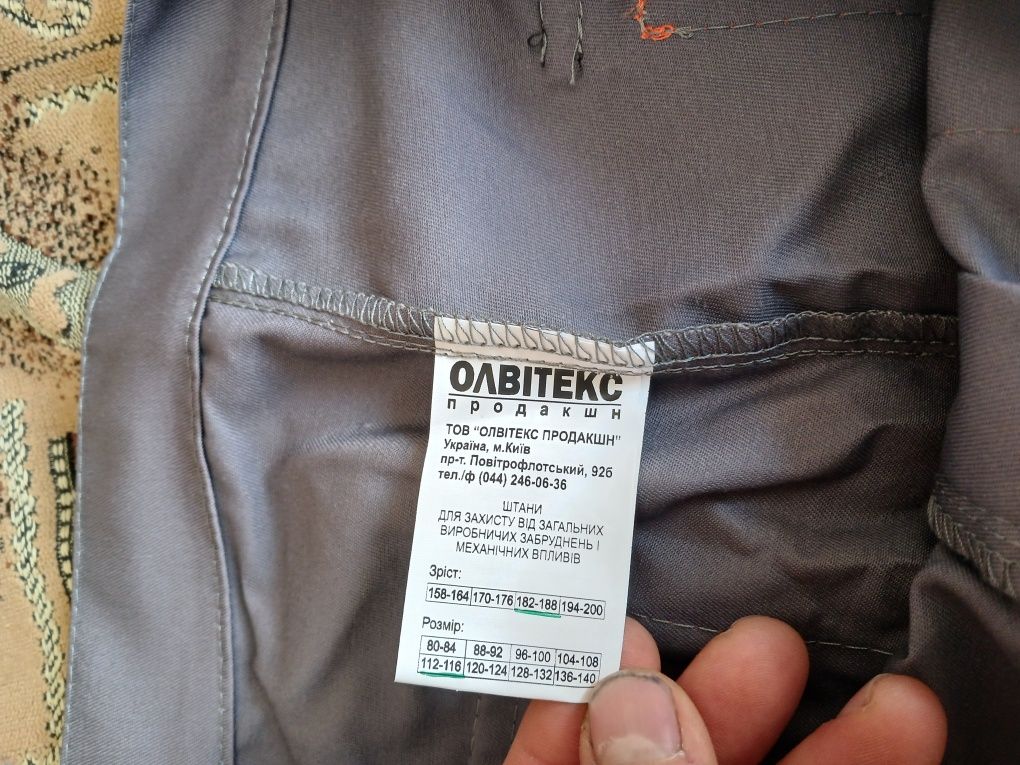 ОЛВІТЕКС
продакшн
ТОВ "ОЛВІТЕКС ПРОДАКШН"
Україна, м.Київ
пр-т. Повітрофлотський, 92б
тел./ф (044) 246-06-36
ШТАНИ
ДЛЯ ЗАХИСТУ ВІД ЗАГАЛЬНИХ
ВИРОБНИЧИХ ЗАБРУДНЕНЬ І
МЕХАНІЧНИХ ВПЛИВІВ
Зріст:
158-164 170-176 182-188 194-200
Розмір:
80-84 88-92 96-100 104-108
112-116 120-124 128-132 136-140